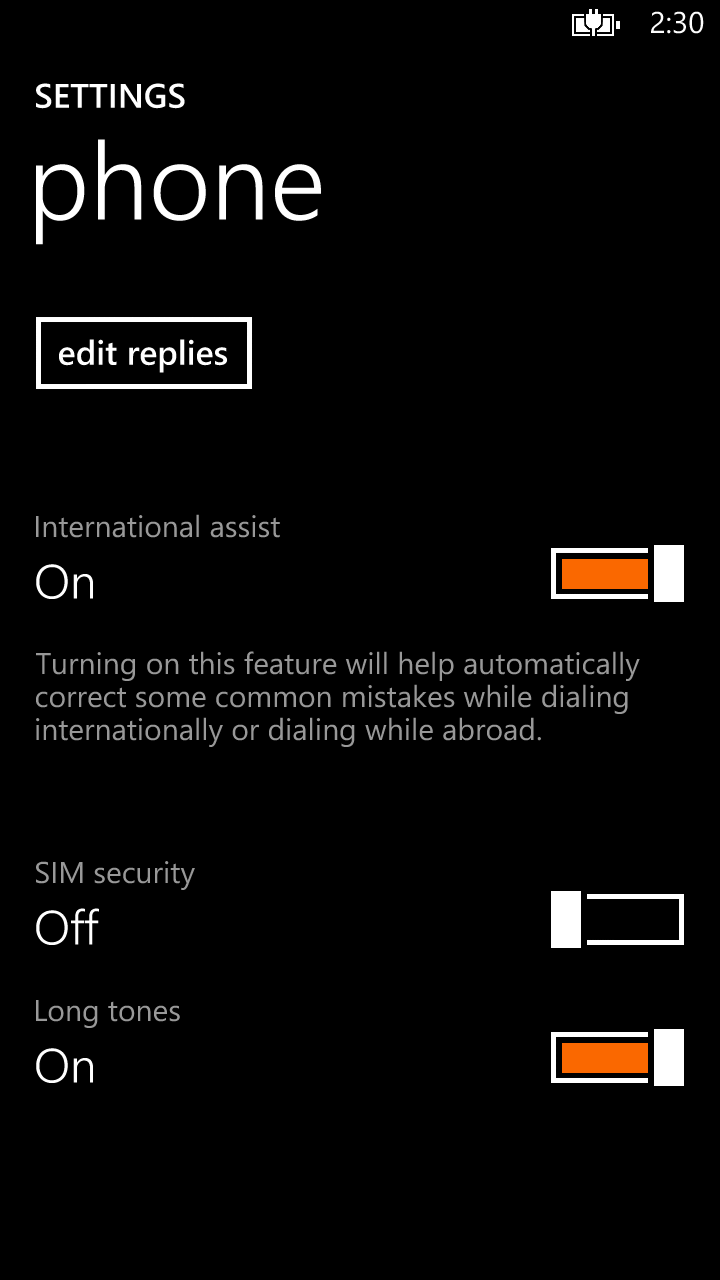 2:30
SETTINGS
phone
edit replies
International assist
On
Turning on this feature will help automatically
correct some common mistakes while dialing
internationally or dialing while abroad.
SIM security
Off
Long tones
On